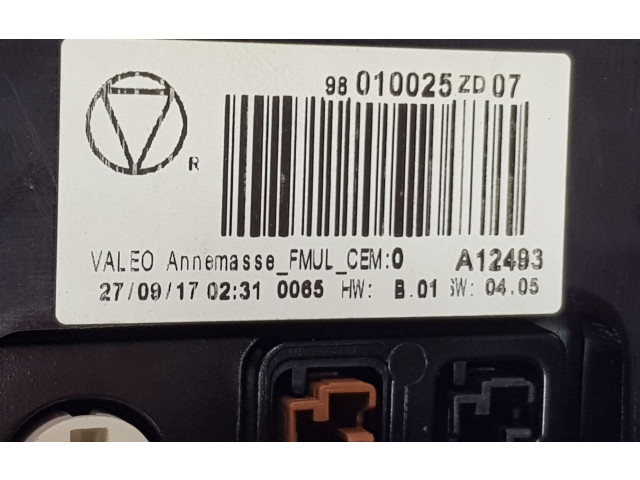 98 010025 ZD 07
R
VALEO Annemasse_FMUL_CEM:0 A12493
27/09/17 02:31 0065 HW: B.01 SW: 04.05